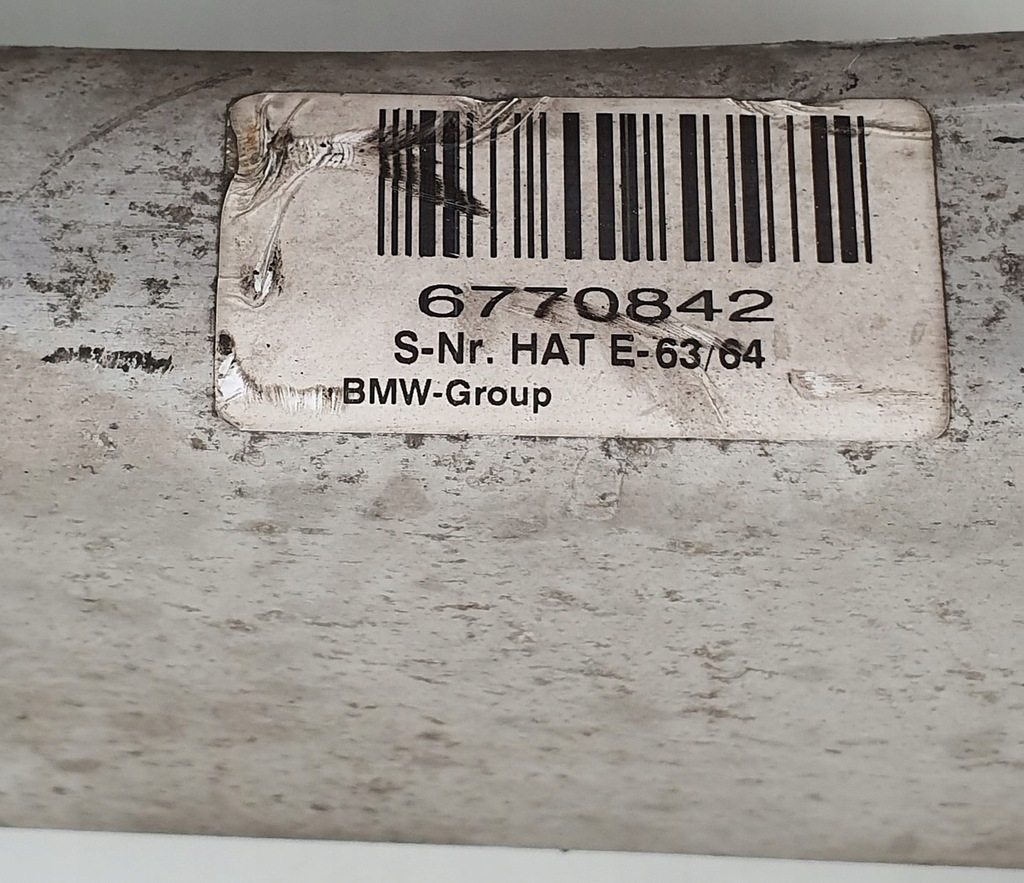 6770842
S-Nr. HAT E-63/64
BMW-Group